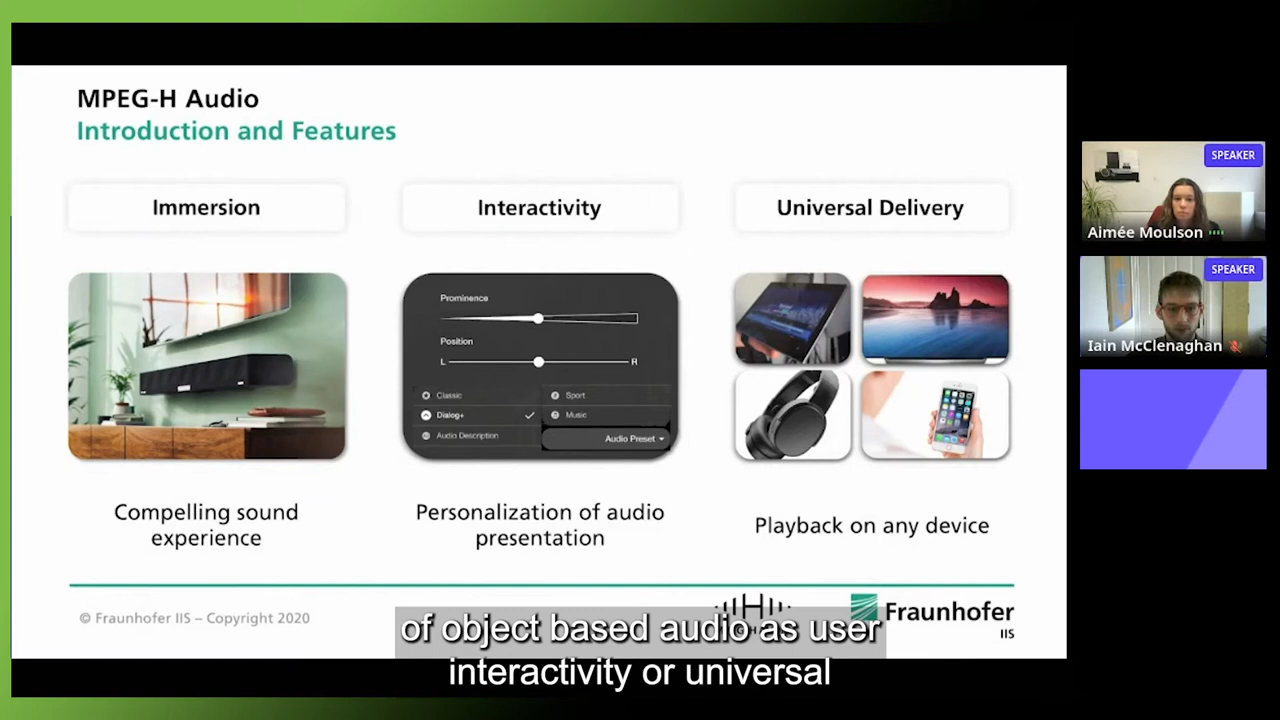 MPEG-H Audio
Introduction and Features
Immersion
Interactivity
Universal Delivery
Prominence
Position
L
R
Classic
Sport
Dialog+
Music
Audio Description
Audio Preset
Compelling sound
experience
Personalization of audio
presentation
Playback on any device
© Fraunhofer IIS – Copyright 2020
Fraunhofer
IIS
of object based audio as user
interactivity or universal
SPEAKER
Aimée Moulson
SPEAKER
Iain McClenaghan